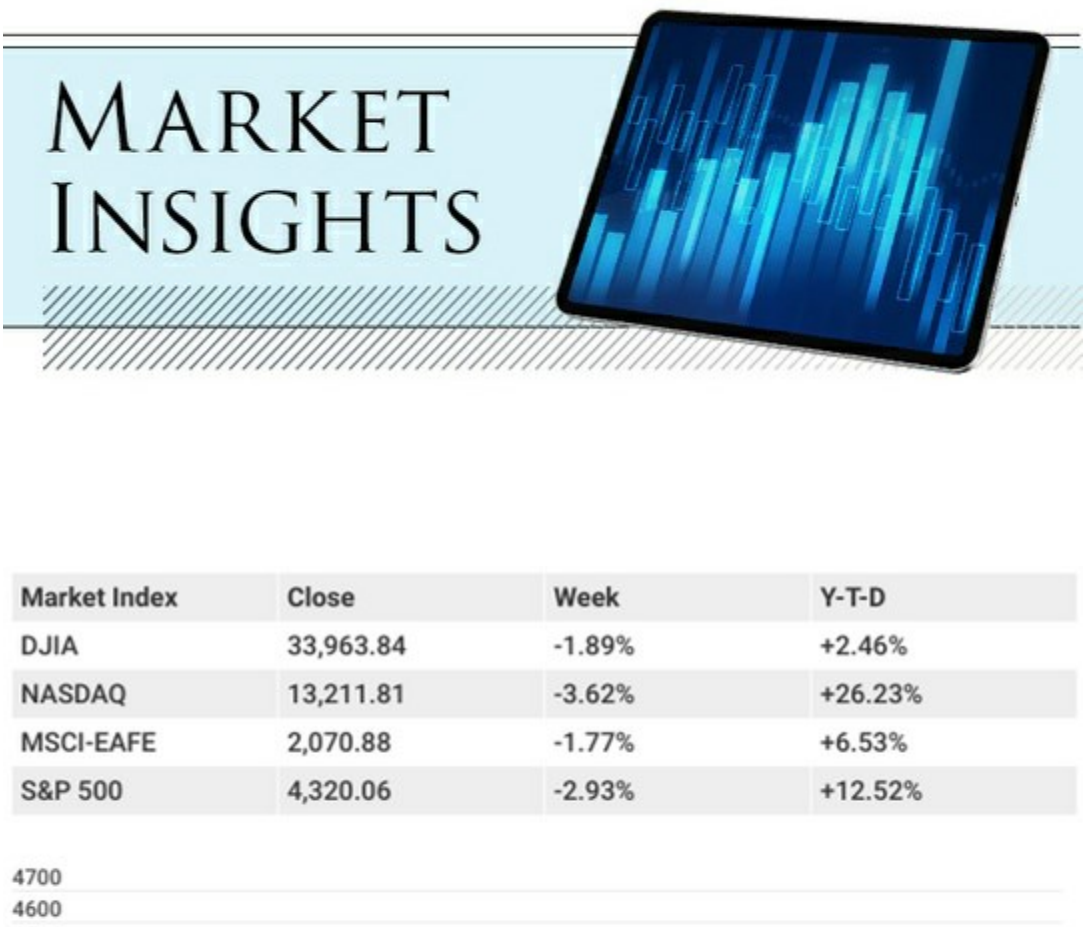 MARKET
INSIGHTS
Market Index Close Week Y-T-D
DJIA 33,963.84 -1.89% +2.46%
NASDAQ 13,211.81 -3.62% +26.23%
MSCI-EAFE 2,070.88 -1.77% +6.53%
S&P 500 4,320.06 -2.93% +12.52%
4700
4600